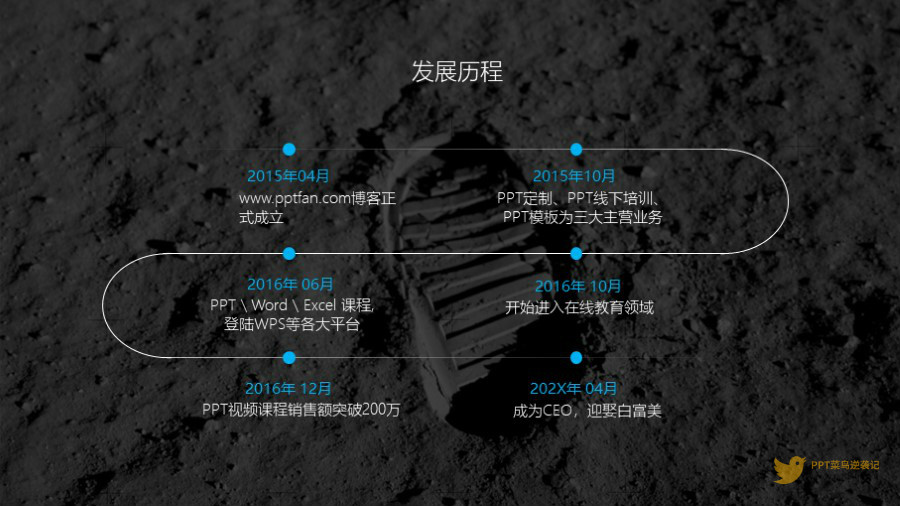 发展历程
2015年04月
www.pptfan.com博客正
式成立
2015年10月
PPT定制、PPT线下培训、
PPT模板为三大主营业务
2016年 06月
PPT \ Word \ Excel 课程,
登陆WPS等各大平台
2016年 10月
开始进入在线教育领域
2016年 12月
PPT视频课程销售额突破200万
202X年 04月
成为CEO，迎娶白富美
PPT菜鸟逆袭记